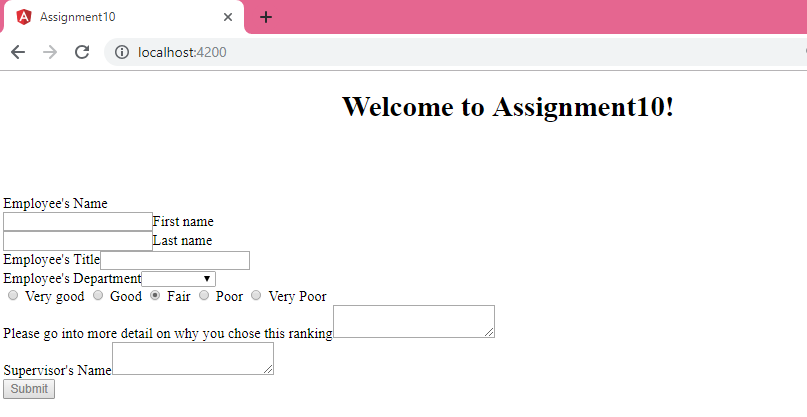 Assignment10
localhost:4200
Welcome to Assignment10!
Employee's Name
First name
Last name
Employee's Title
Employee's Department
Very good Good Fair Poor Very Poor
Please go into more detail on why you chose this ranking
Supervisor's Name
Submit